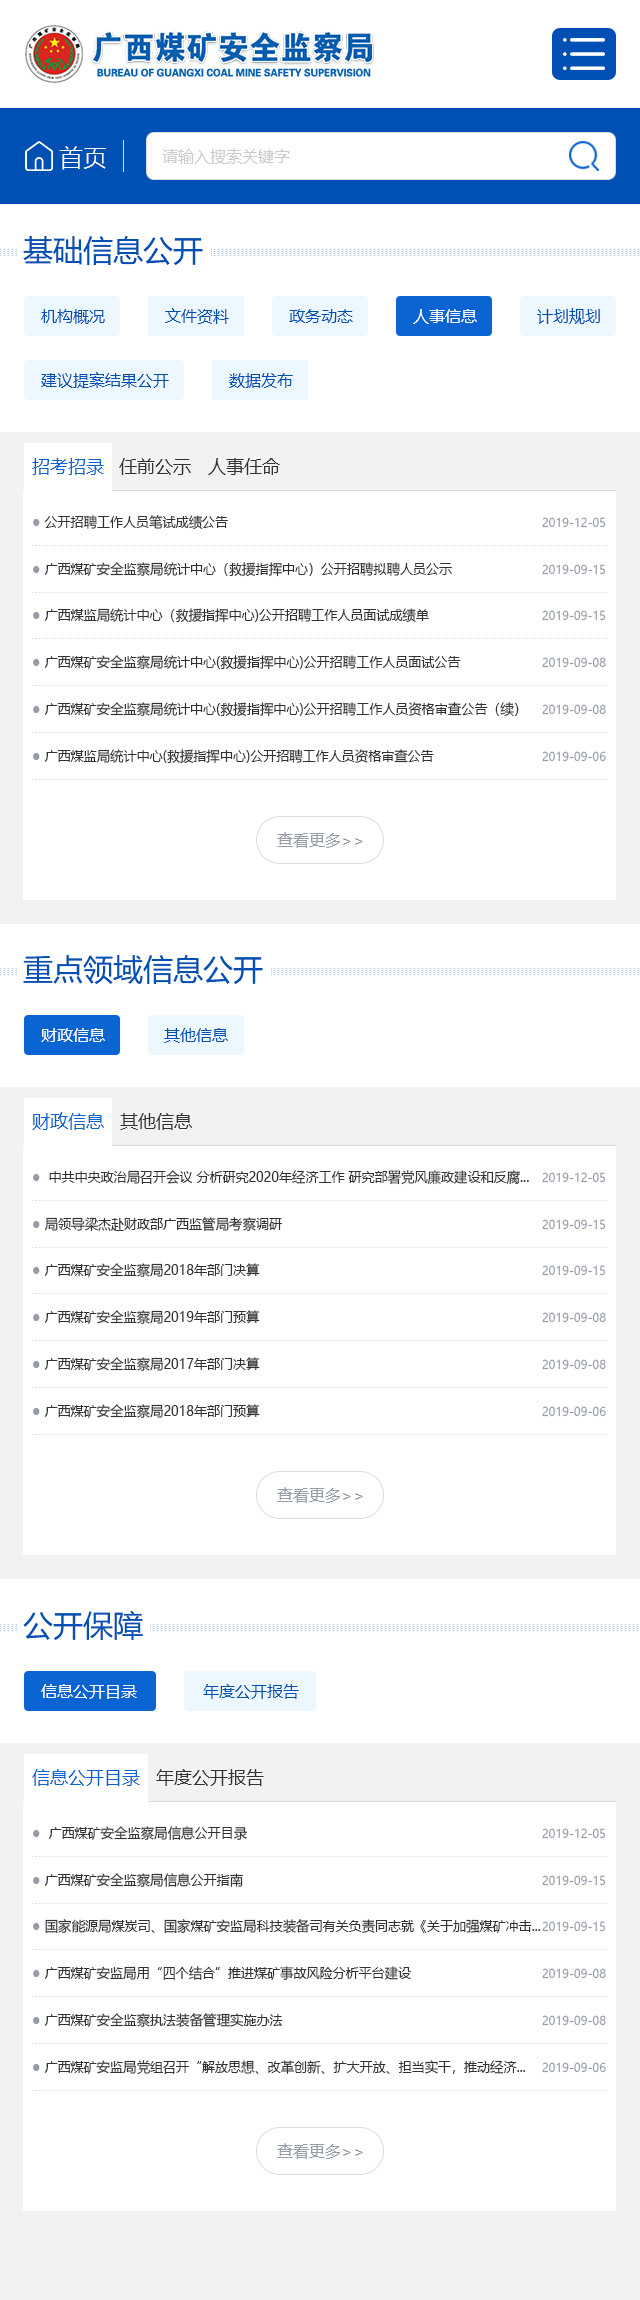 广西煤矿安全监察局
BUREAU OF GUANGXI COAL MINE SAFETY SUPERVISION
首页
请输入搜索关键字
基础信息公开
机构概况 文件资料 政务动态 人事信息 计划规划
建议提案结果公开 数据发布
招考招录 任前公示 人事任命
公开招聘工作人员笔试成绩公告 2019-12-05
广西煤矿安全监察局统计中心（救援指挥中心）公开招聘拟聘人员公示 2019-09-15
广西煤监局统计中心（救援指挥中心)公开招聘工作人员面试成绩单 2019-09-15
广西煤矿安全监察局统计中心(救援指挥中心)公开招聘工作人员面试公告 2019-09-08
广西煤矿安全监察局统计中心(救援指挥中心)公开招聘工作人员资格审查公告（续） 2019-09-08
广西煤监局统计中心(救援指挥中心)公开招聘工作人员资格审查公告 2019-09-06
查看更多>>
重点领域信息公开
财政信息 其他信息
财政信息 其他信息
中共中央政治局召开会议 分析研究2020年经济工作 研究部署党风廉政建设和反腐... 2019-12-05
局领导梁杰赴财政部广西监管局考察调研 2019-09-15
广西煤矿安全监察局2018年部门决算 2019-09-15
广西煤矿安全监察局2019年部门预算 2019-09-08
广西煤矿安全监察局2017年部门决算 2019-09-08
广西煤矿安全监察局2018年部门预算 2019-09-06
查看更多>>
公开保障
信息公开目录 年度公开报告
信息公开目录 年度公开报告
广西煤矿安全监察局信息公开目录 2019-12-05
广西煤矿安全监察局信息公开指南 2019-09-15
国家能源局煤炭司、国家煤矿安监局科技装备司有关负责同志就《关于加强煤矿冲击... 2019-09-15
广西煤矿安监局用“四个结合”推进煤矿事故风险分析平台建设 2019-09-08
广西煤矿安全监察执法装备管理实施办法 2019-09-08
广西煤矿安监局党组召开“解放思想、改革创新、扩大开放、担当实干，推动经济... 2019-09-06
查看更多>>